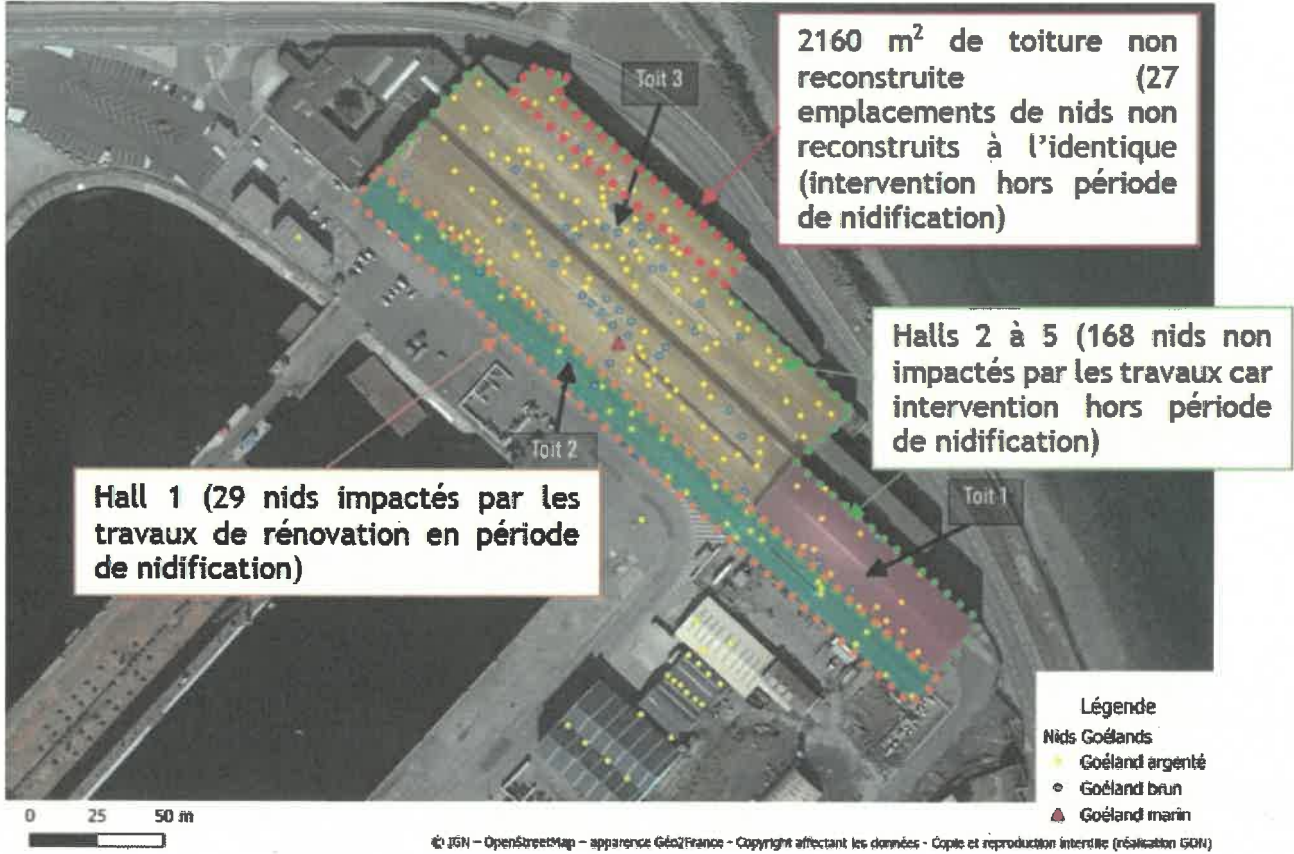 2160 m² de toiture non
reconstruite (27
emplacements de nids non
reconstruits à l'identique
(intervention hors période
de nidification)
Toit 3
Halls 2 à 5 (168 nids non
impactés par les travaux car
intervention hors période
de nidification)
Toit 2
Hall 1 (29 nids impactés par les
travaux de rénovation en période
de nidification)
Toit 1
Légende
Nids Goélands
Goéland argenté
Goéland brun
Goéland marin
0 25 50 m
© IGN – OpenStreetMap – apparence Géo2France - Copyright affectant les données - Copie et reproduction interdite (réalisation GDN)